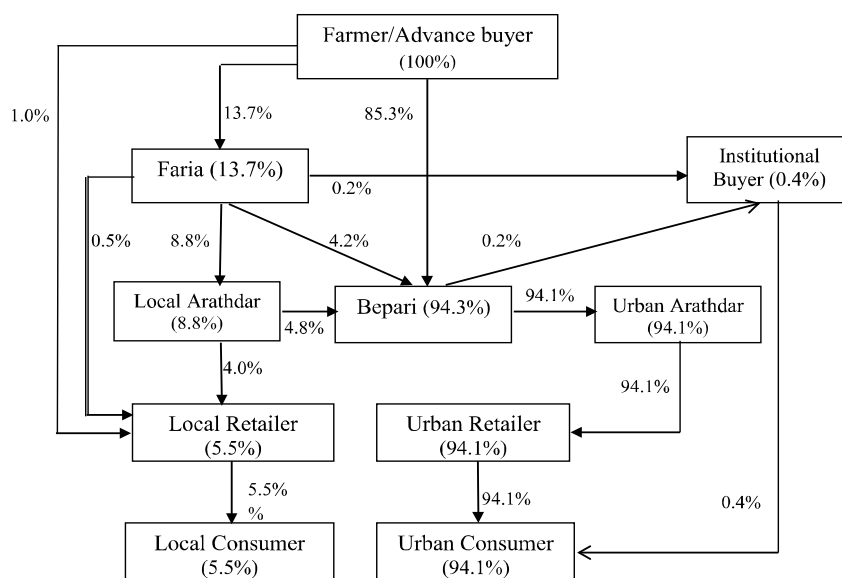 Farmer/Advance buyer
(100%)
1.0%
13.7%
85.3%
Faria (13.7%)
Institutional
Buyer (0.4%)
0.2%
0.5%
8.8%
4.2%
0.2%
Local Arathdar
(8.8%)
4.8%
Bepari (94.3%)
94.1%
Urban Arathdar
(94.1%)
4.0%
94.1%
Local Retailer
(5.5%)
Urban Retailer
(94.1%)
5.5%
%
94.1%
0.4%
Local Consumer
(5.5%)
Urban Consumer
(94.1%)